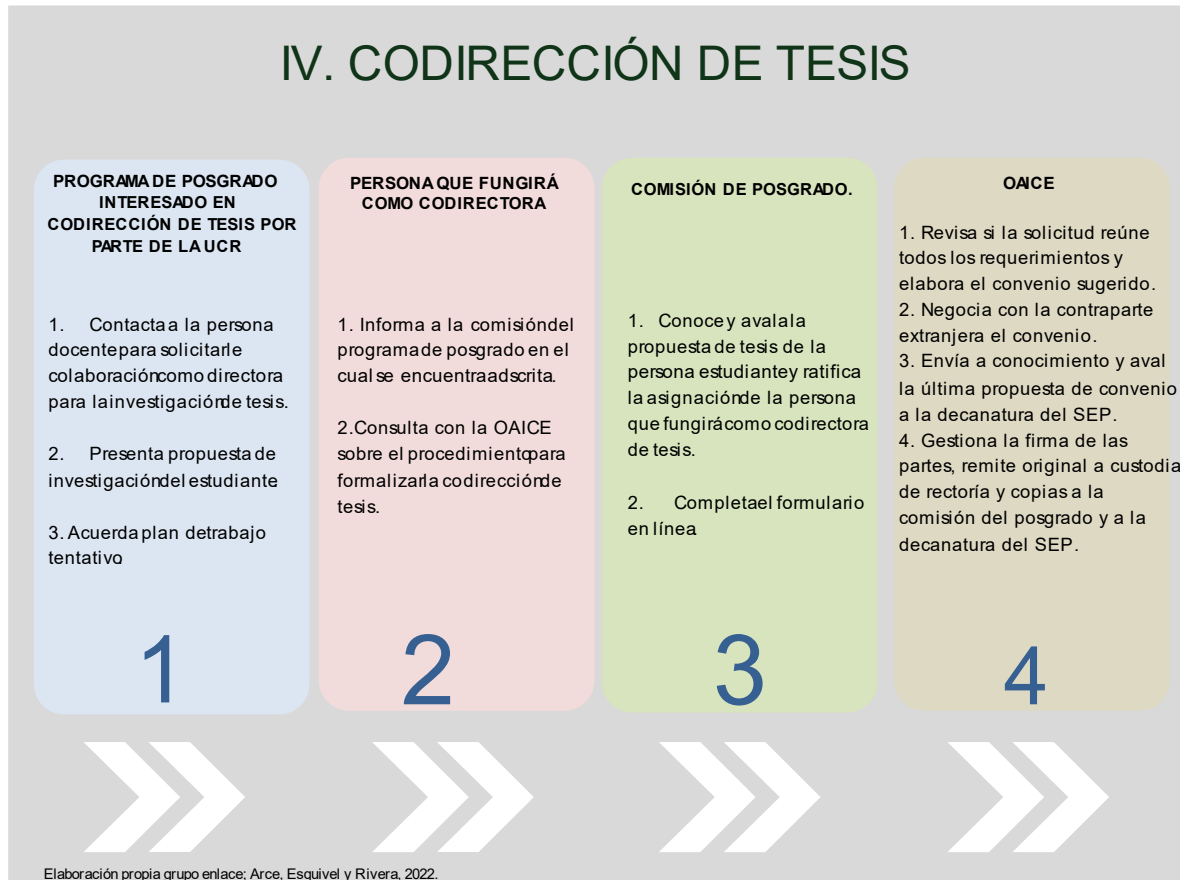 IV. CODIRECCIÓN DE TESIS
PROGRAMA DE POSGRADO
INTERESADO EN
CODIRECCIÓN DE TESIS POR
PARTE DE LA UCR
1. Contacta a la persona
docente para solicitarle
colaboración como directora
para la investigación de tesis.
2. Presenta propuesta de
investigación del estudiante
3. Acuerda plan de trabajo
tentativo
1
PERSONA QUE FUNGIRÁ
COMO CODIRECTORA
1. Informa a la comisión del
programa de posgrado en el
cual se encuentra adscrita.
2.Consulta con la OAICE
sobre el procedimiento para
formalizar la codirección de
tesis.
2
COMISIÓN DE POSGRADO.
1. Conoce y avala la
propuesta de tesis de la
persona estudiante y ratifica
la asignación de la persona
que fungirá como codirectora
de tesis.
2. Completa el formulario
en línea
3
OAICE
1. Revisa si la solicitud reúne
todos los requerimientos y
elabora el convenio sugerido.
2. Negocia con la contraparte
extranjera el convenio.
3. Envía a conocimiento y aval
la última propuesta de convenio
a la decanatura del SEP.
4. Gestiona la firma de las
partes, remite original a custodia
de rectoría y copias a la
comisión del posgrado y a la
decanatura del SEP.
4
Elaboración propia grupo enlace; Arce, Esquivel y Rivera, 2022.